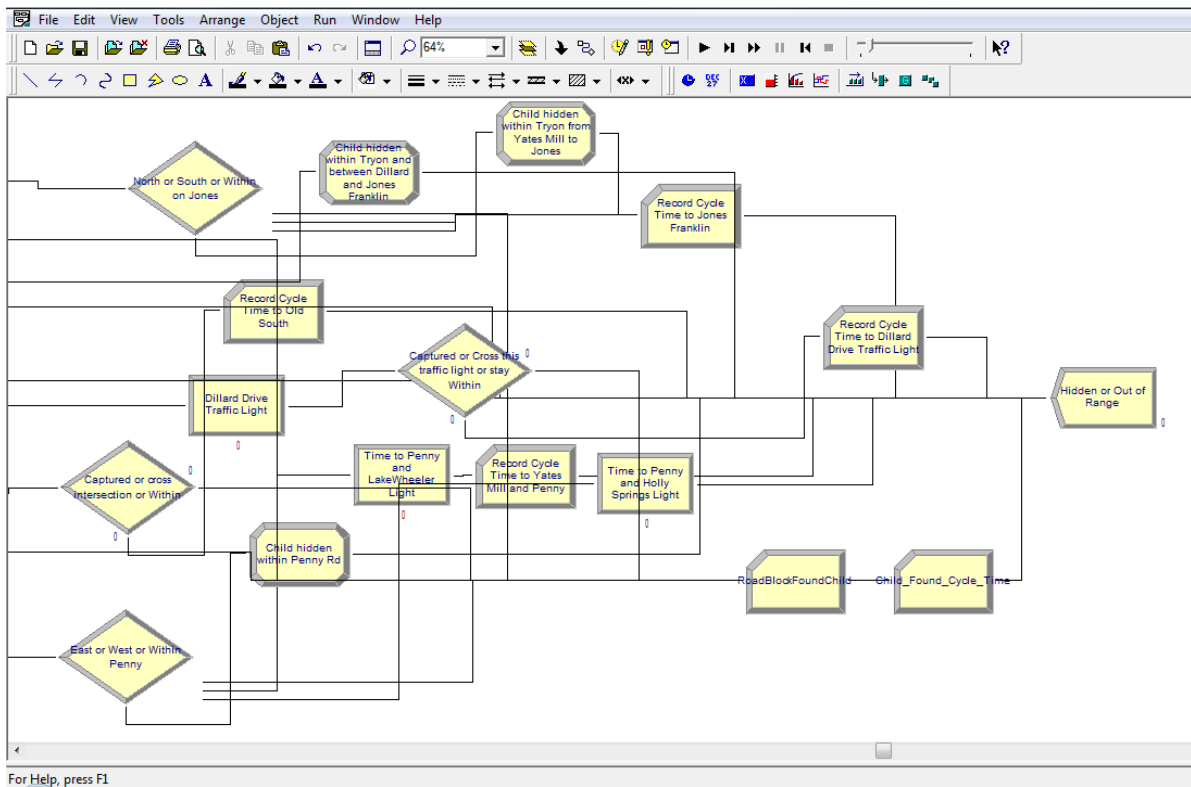 File Edit View Tools Arrange Object Run Window Help
64%
Child hidden
within Tryon from
Yates Mill to
Jones
Child hidden
within Tryon and
between Dillard
and Jones
Franklin
North or South or Within
on Jones
Record Cycle
Time to Jones
Franklin
Record Cycle
Time to Old
South
Record Cycle
Time to Dillard
Drive Traffic Light
Captured or Cross this
traffic light or stay
Within
Dillard Drive
Traffic Light
Hidden or Out of
Range
Captured or cross
intersection or Within
Time to Penny
and
LakeWheeler
Light
Record Cycle
Time to Yates
Mill and Penny
Time to Penny
and Holly
Springs Light
Child hidden
within Penny Rd
RoadBlockFoundChild
Child_Found_Cycle_Time
East or West or Within
Penny
For Help, press F1